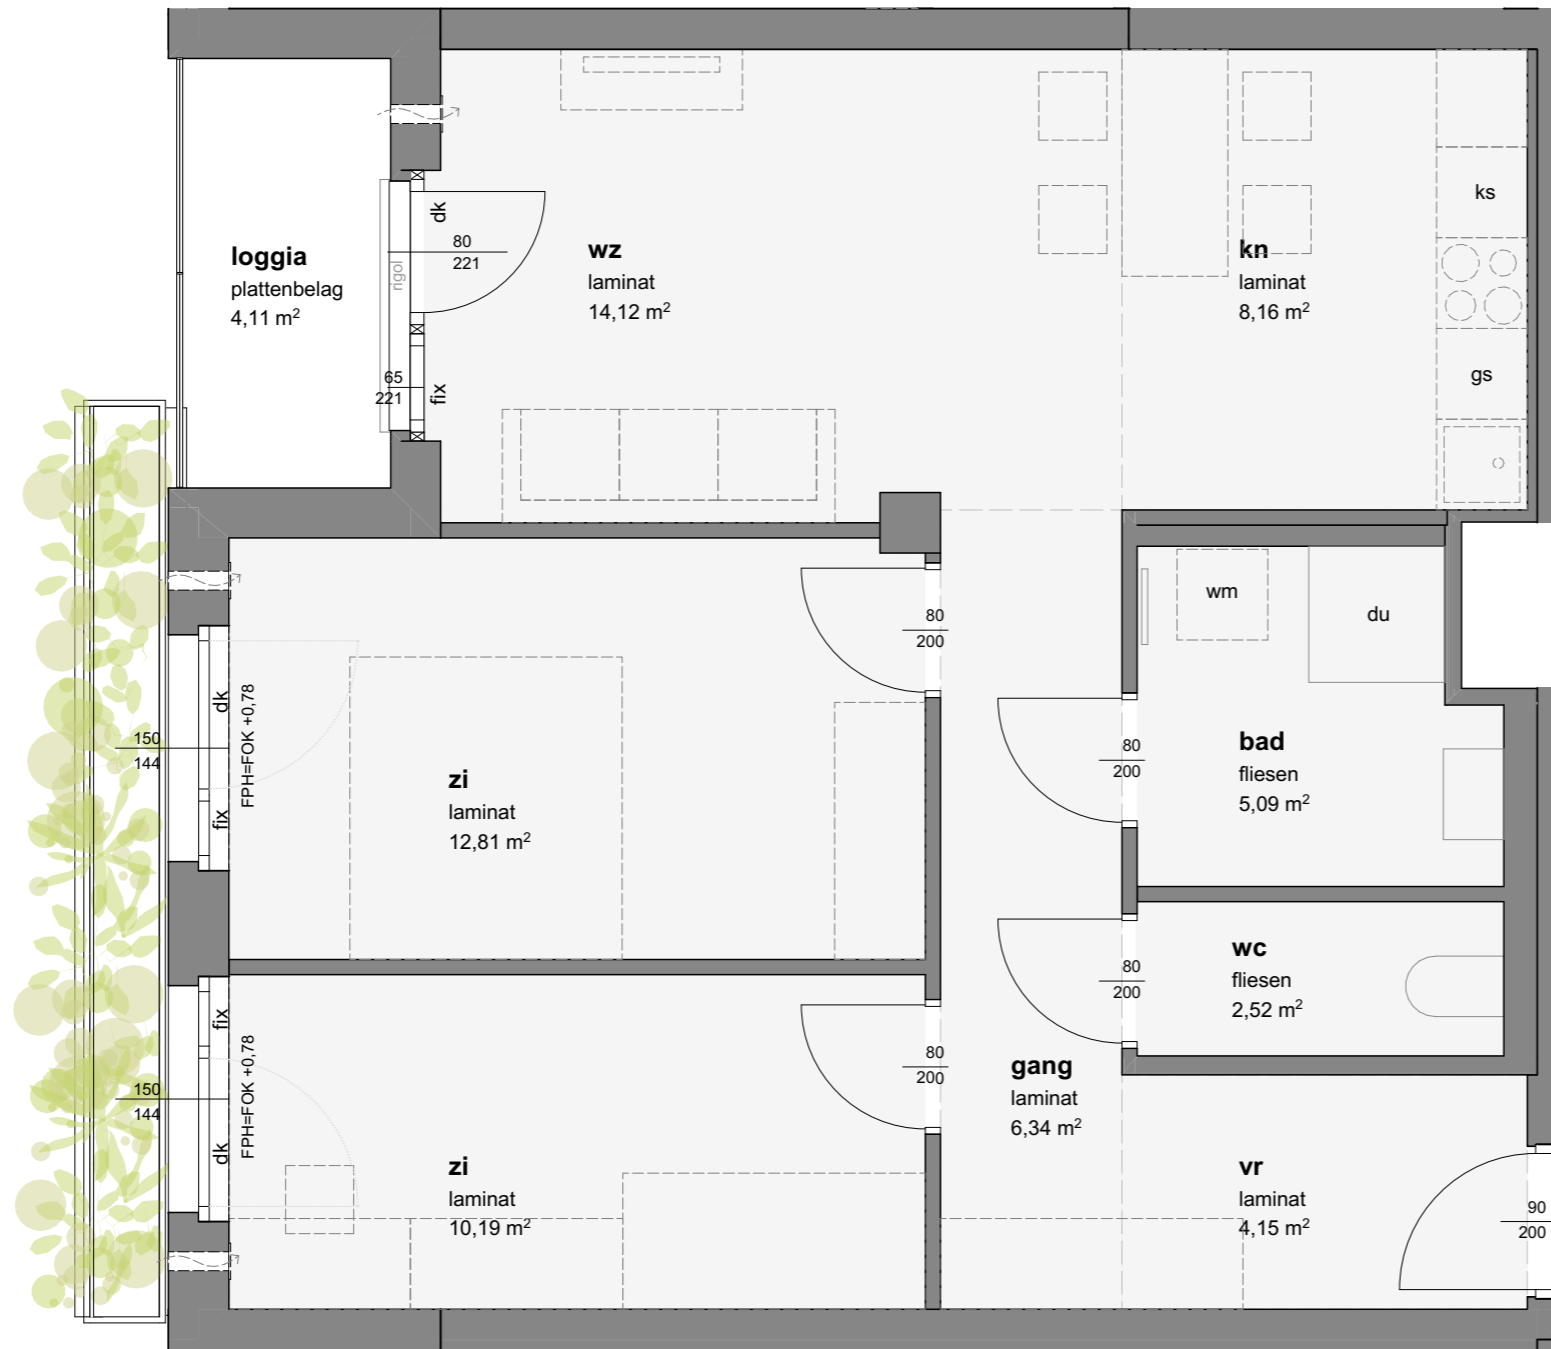 dk
80
221
rigol
65
221
fix
loggia
plattenbelag
4,11 m²
wz
laminat
14,12 m²
kn
laminat
8,16 m²
ks
gs
80
200
wm
du
dk
150
144
fix
FPH=FOK +0,78
zi
laminat
12,81 m²
80
200
bad
fliesen
5,09 m²
80
200
wc
fliesen
2,52 m²
fix
150
144
dk
FPH=FOK +0,78
80
200
gang
laminat
6,34 m²
zi
laminat
10,19 m²
vr
laminat
4,15 m²
90
200